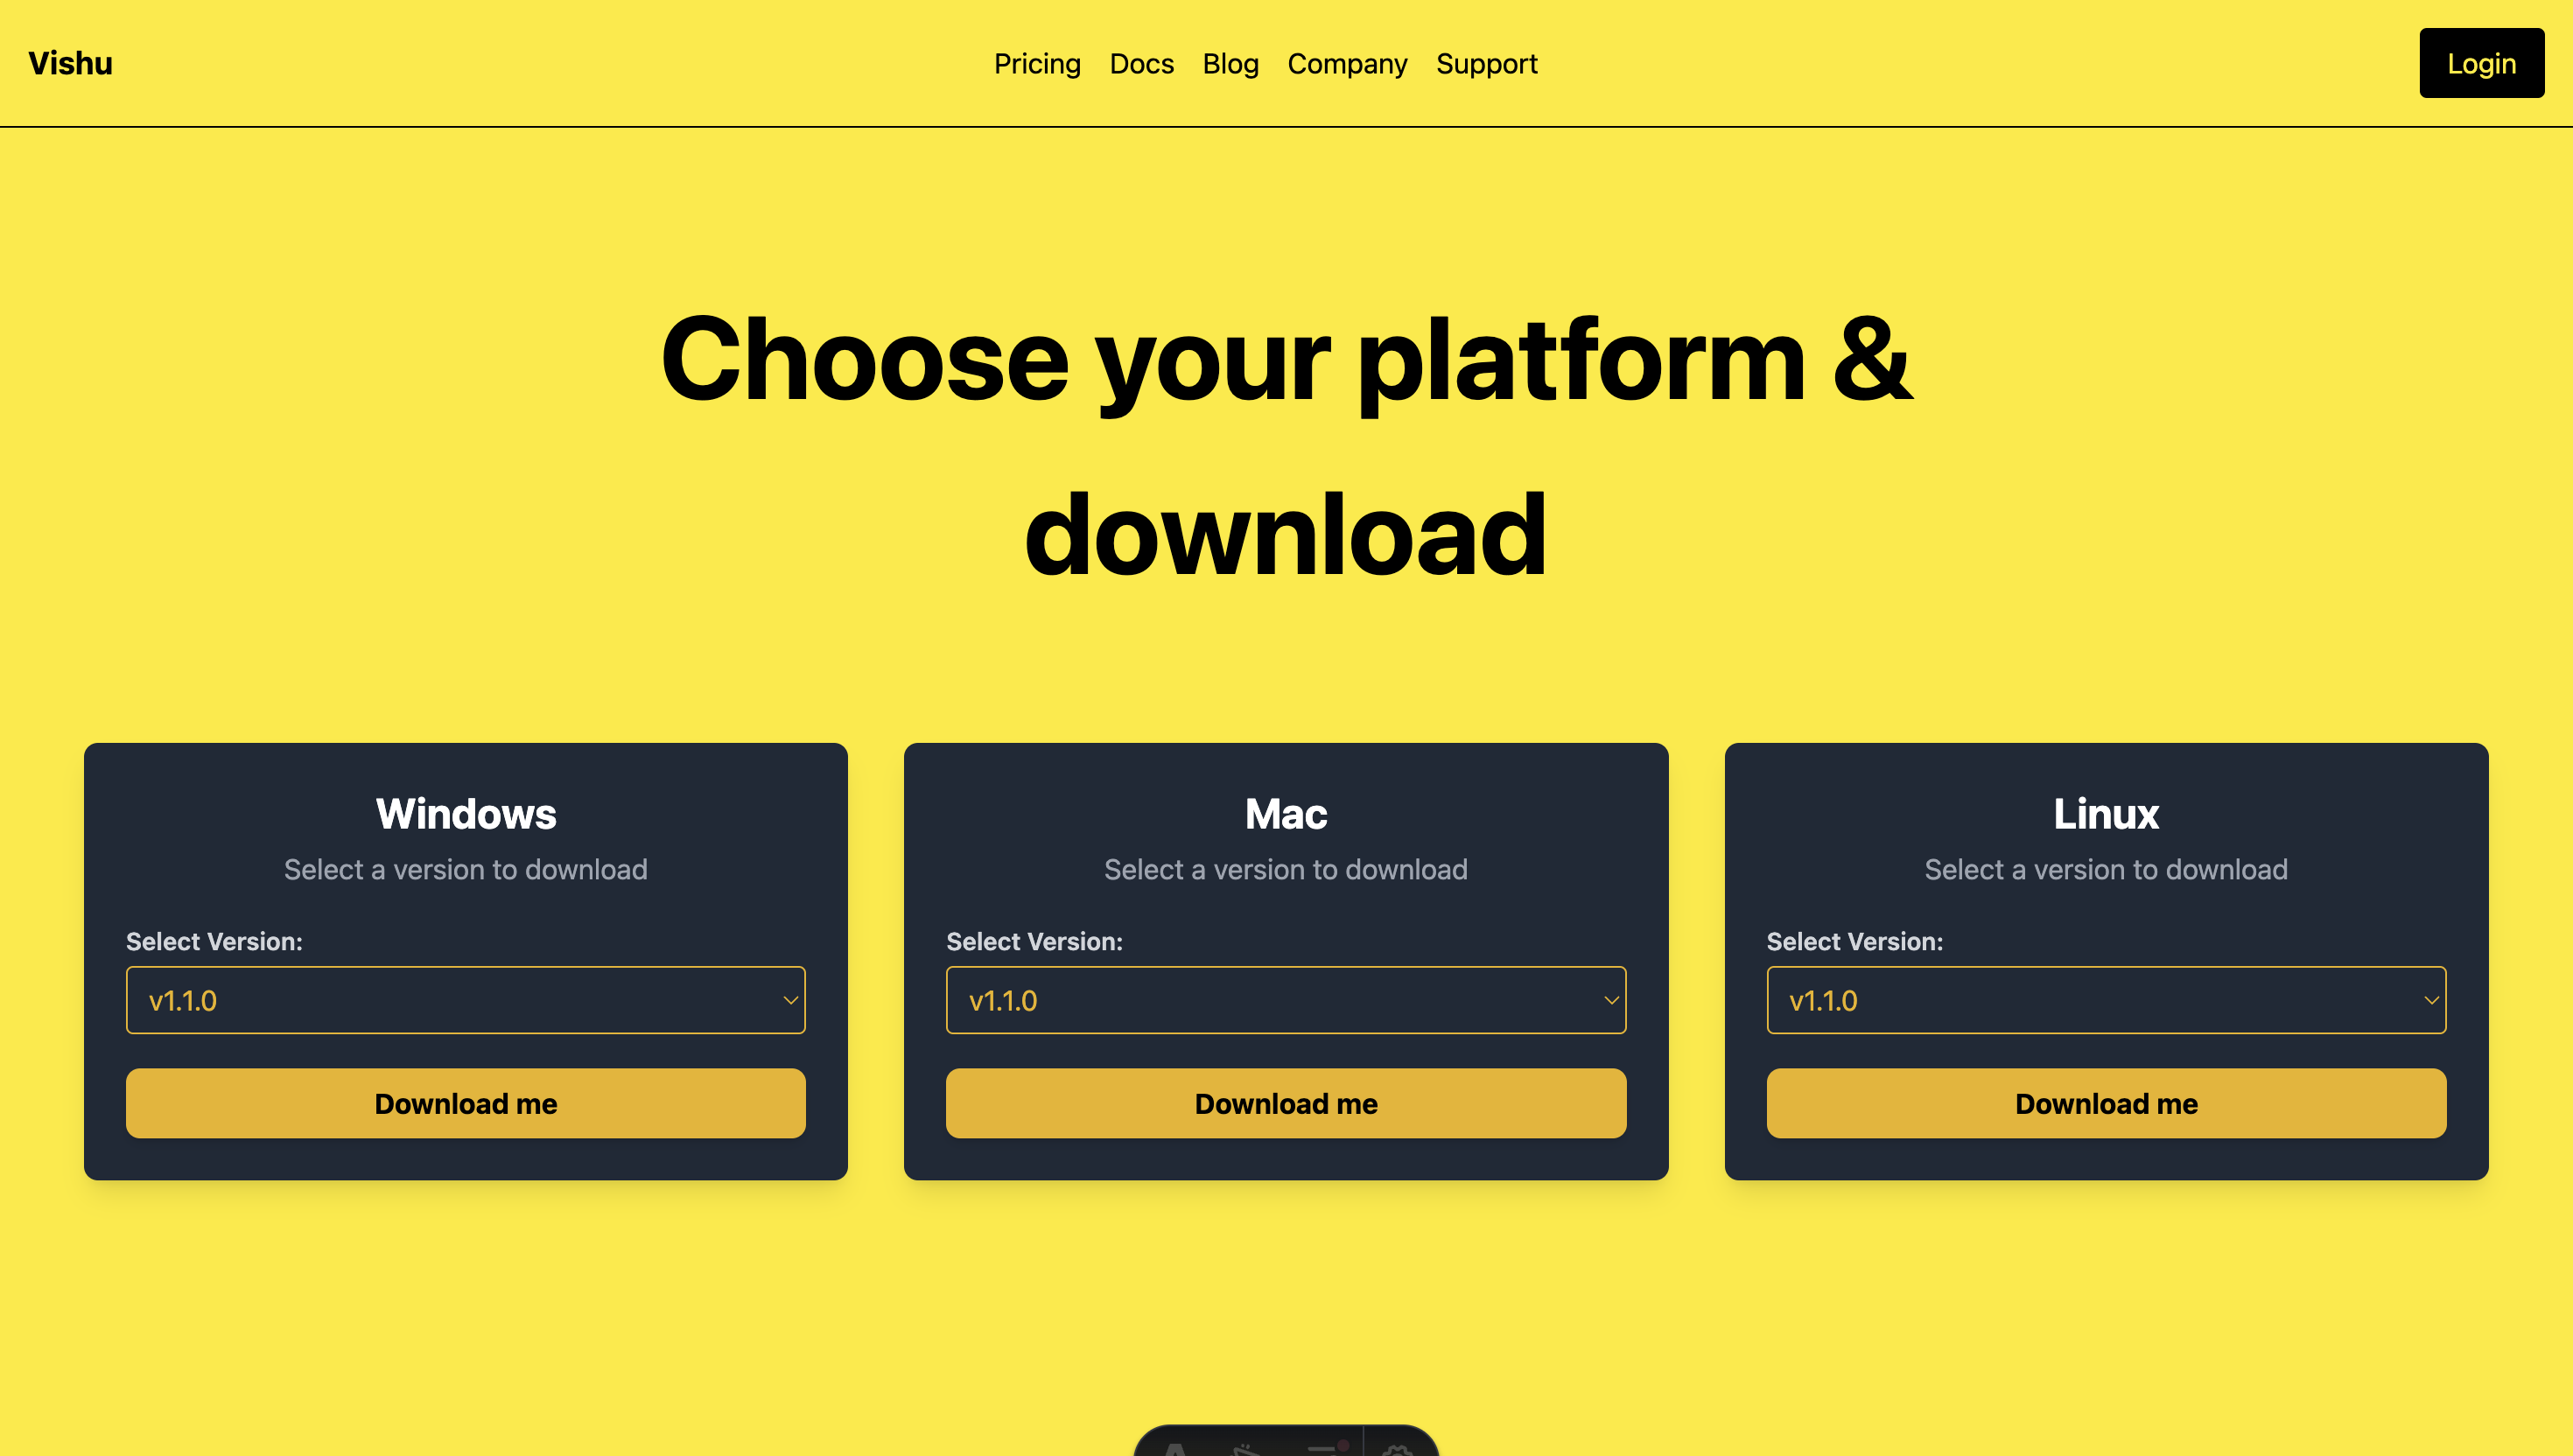 Vishu
Pricing Docs Blog Company Support
Login
Choose your platform &
download
Windows
Select a version to download
Select Version:
v1.1.0
Download me
Mac
Select a version to download
Select Version:
v1.1.0
Download me
Linux
Select a version to download
Select Version:
v1.1.0
Download me